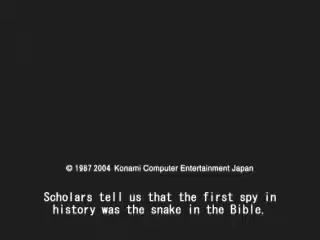 © 1987 2004 Konami Computer Entertainment Japan
Scholars tell us that the first spy in
history was the snake in the Bible.